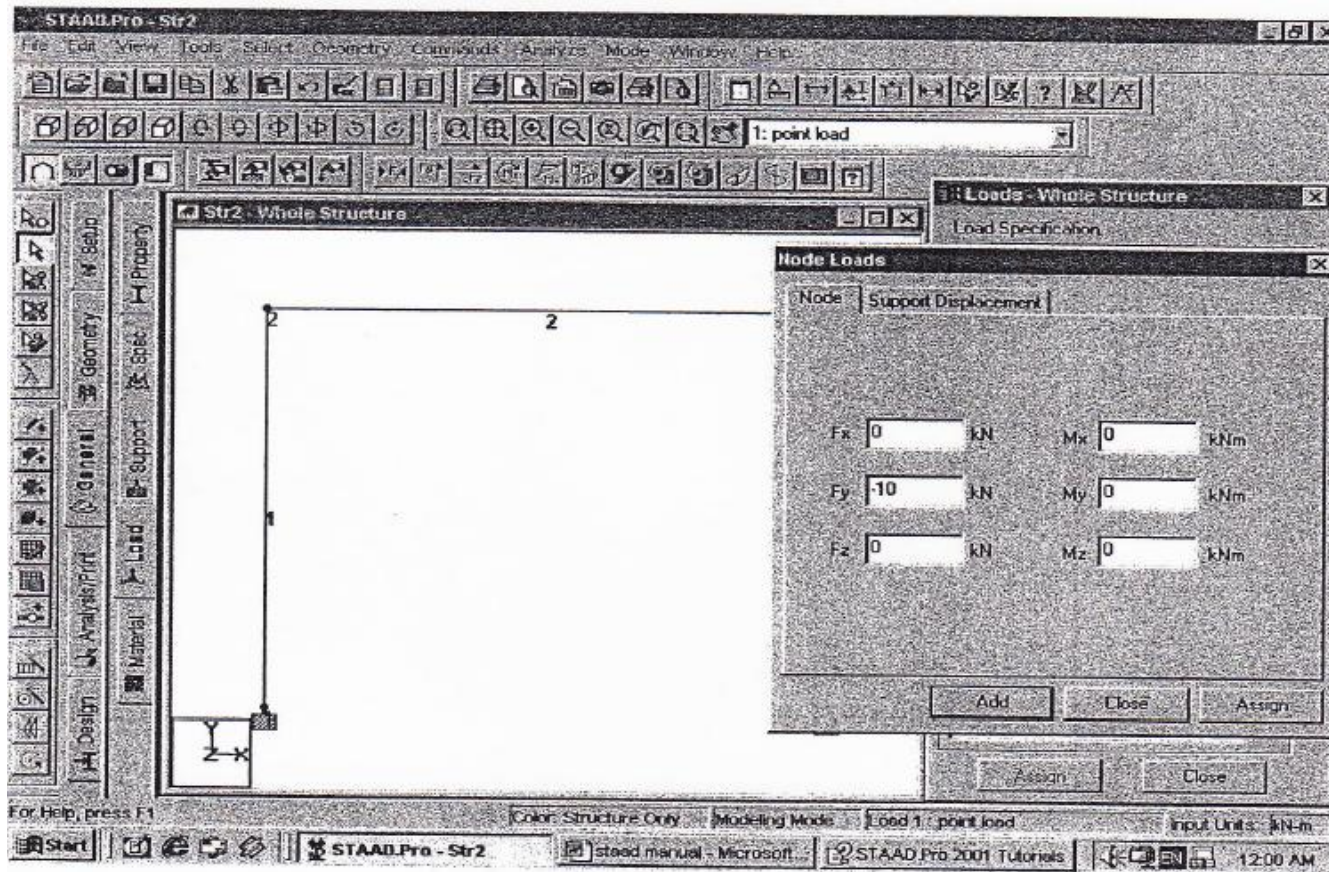 STAAD.Pro - Str2
File Edit View Tools Select Geometry Commands Analyze Mode Window Help
1: point load
Loads - Whole Structure
Str2 - Whole Structure
Load Specification
Node Loads
Node
Support Displacement
Setup
Geometry
General
Analysis/Print
Design
Property
Spec
Support
Load
Material
2
2
1
Fx 0 kN Mx 0 kNm
Fy -10 kN My 0 kNm
Fz 0 kN Mz 0 kNm
Add Close Assign
Assign Close
Y
Z X
For Help, press F1
Color: Structure Only
Modeling Mode
Load 1 : point load
Input Units: kN-m
Start
STAAD.Pro - Str2
staad manual - Microsoft...
STAAD.Pro 2001 Tutorials
EN
12:00 AM